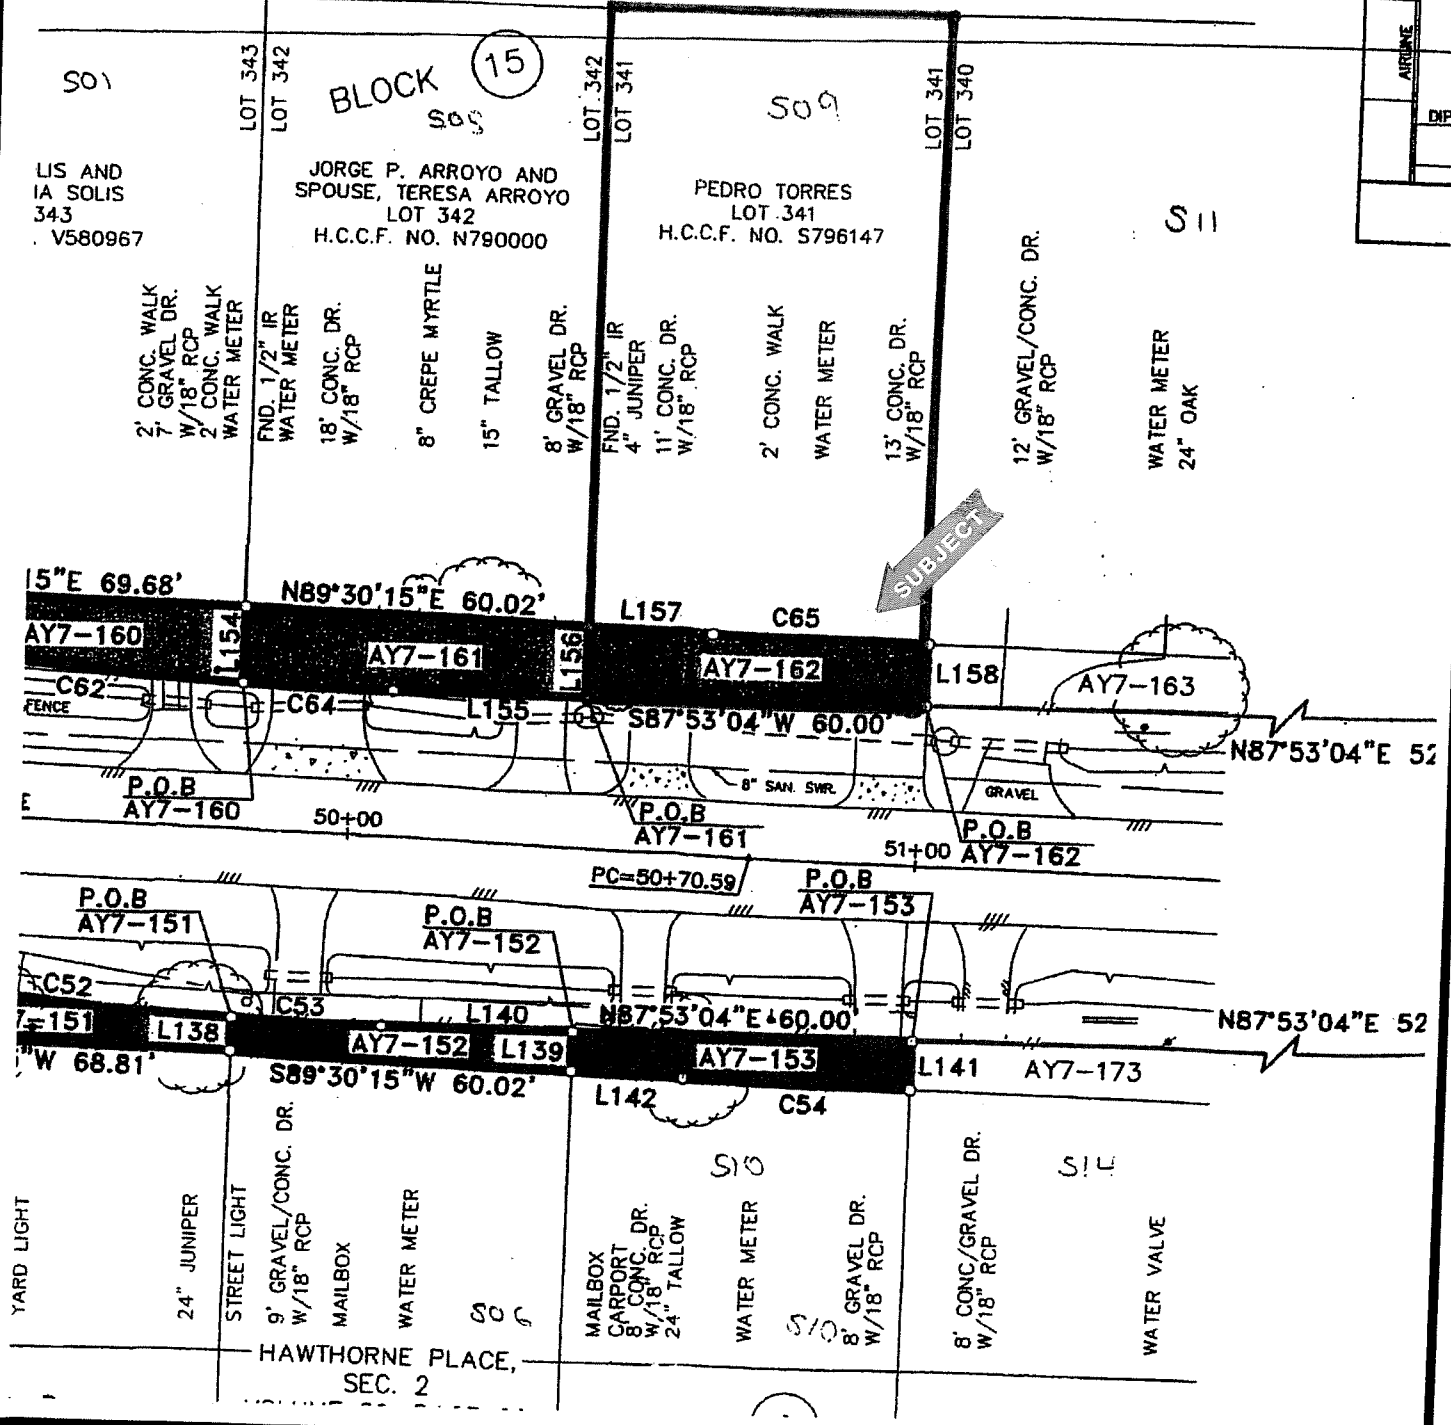 S01
LOT 343
LOT 342
BLOCK 15
S08
LOT 342
LOT 341
S09
LOT 341
LOT 340
AIRLINE
DIP
LIS AND
IA SOLIS
343
. V580967
JORGE P. ARROYO AND
SPOUSE, TERESA ARROYO
LOT 342
H.C.C.F. NO. N790000
PEDRO TORRES
LOT 341
H.C.C.F. NO. S796147
S11
2' CONC. WALK
7' GRAVEL DR.
W/18" RCP
2' CONC. WALK
WATER METER
FND. 1/2" IR
WATER METER
18' CONC. DR.
W/18" RCP
8" CREPE MYRTLE
15" TALLOW
8' GRAVEL DR.
W/18" RCP
FND. 1/2" IR
4" JUNIPER
11' CONC. DR.
W/18" RCP
2' CONC. WALK
WATER METER
13' CONC. DR.
W/18" RCP
12' GRAVEL/CONC. DR.
W/18" RCP
WATER METER
24" OAK
SUBJECT
15"E 69.68'
N89°30'15"E 60.02'
L157
C65
AY7-160
L154
AY7-161
L156
AY7-162
L158
AY7-163
C62
FENCE
C64
L155
S87°53'04"W 60.00'
N87°53'04"E 52
8" SAN. SWR.
GRAVEL
P.O.B
AY7-160
50+00
P.O.B
AY7-161
51+00
P.O.B
AY7-162
E
PC=50+70.59
P.O.B
AY7-151
P.O.B
AY7-152
P.O.B
AY7-153
C52
C53
L140
N87°53'04"E 60.00'
N87°53'04"E 52
7-151
L138
AY7-152
L139
AY7-153
L141
AY7-173
"W 68.81'
S89°30'15"W 60.02'
L142
C54
S10
S14
YARD LIGHT
24" JUNIPER
STREET LIGHT
9' GRAVEL/CONC. DR.
W/18" RCP
MAILBOX
WATER METER
S06
MAILBOX
CARPORT
8' CONC. DR.
W/18" RCP
24" TALLOW
WATER METER
S10
8' GRAVEL DR.
W/18" RCP
8' CONC/GRAVEL DR.
W/18" RCP
WATER VALVE
HAWTHORNE PLACE,
SEC. 2